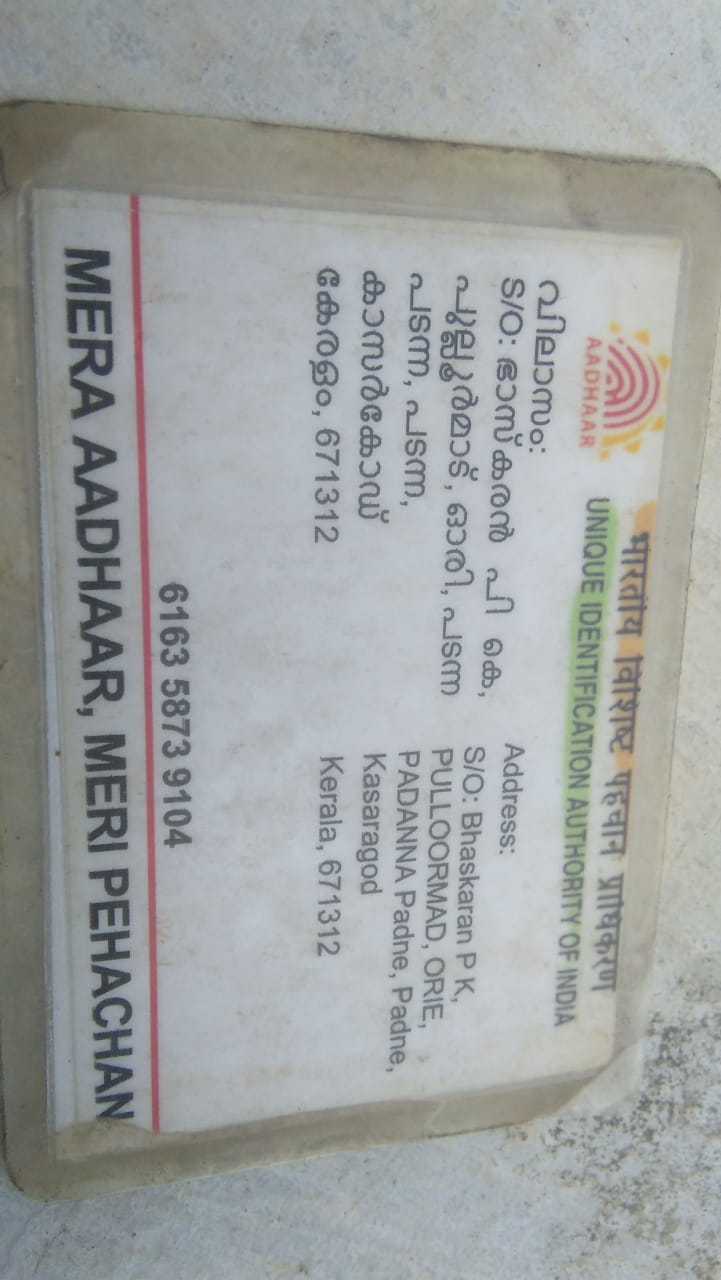 भारतीय विशिष्ट पहचान प्राधिकरण
UNIQUE IDENTIFICATION AUTHORITY OF INDIA
AADHAAR
വിലാസം:
S/O: ഭാസ്കരൻ പി കെ,
പുല്ലൂർമാട്, ഓരി, പടന്ന
പടന്ന, പടന്ന,
കാസർകോഡ്
കേരളം, 671312
Address:
S/O: Bhaskaran P K,
PULLOORMAD, ORIE,
PADANNA Padne, Padne,
Kasaragod
Kerala, 671312
6163 5873 9104
MERA AADHAAR, MERI PEHACHAN